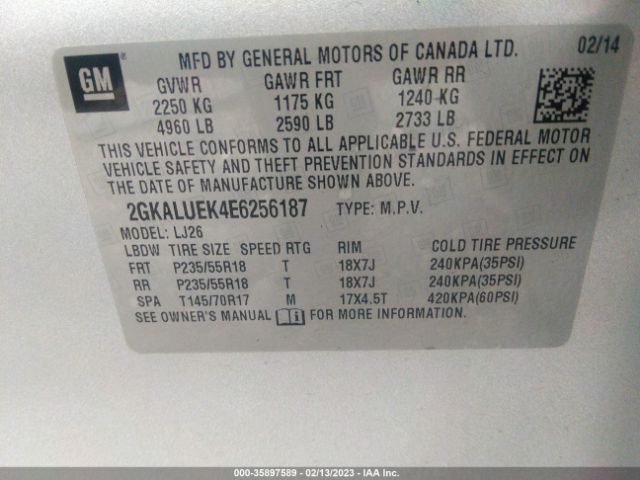 GM
MFD BY GENERAL MOTORS OF CANADA LTD. 02/14
GVWR GAWR FRT GAWR RR
2250 KG 1175 KG 1240 KG
4960 LB 2590 LB 2733 LB
THIS VEHICLE CONFORMS TO ALL APPLICABLE U.S. FEDERAL MOTOR
VEHICLE SAFETY AND THEFT PREVENTION STANDARDS IN EFFECT ON
THE DATE OF MANUFACTURE SHOWN ABOVE.
2GKALUEK4E6256187 TYPE: M.P.V.
MODEL: LJ26
LBDW TIRE SIZE SPEED RTG RIM COLD TIRE PRESSURE
FRT P235/55R18 T 18X7J 240KPA(35PSI)
RR P235/55R18 T 18X7J 240KPA(35PSI)
SPA T145/70R17 M 17X4.5T 420KPA(60PSI)
SEE OWNER'S MANUAL i FOR MORE INFORMATION.
© STOCK: 35897589 - 02/13/2023 - IAA Inc.